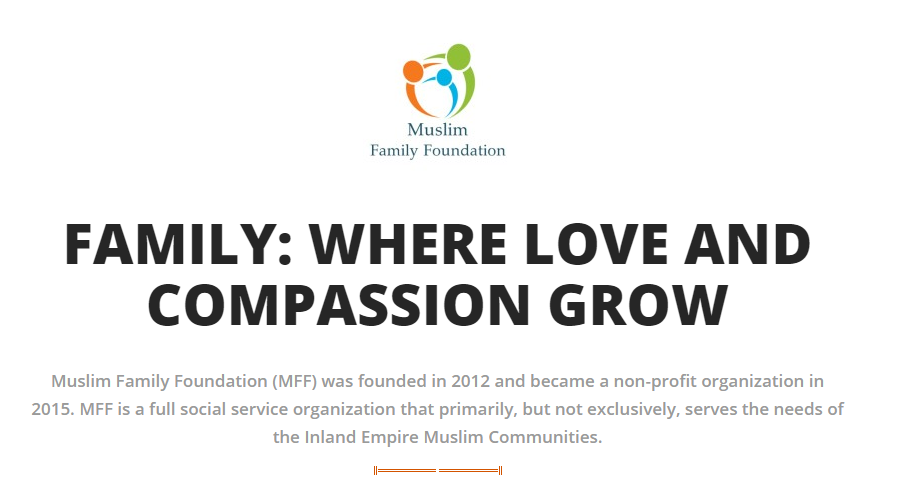 Muslim
Family Foundation
FAMILY: WHERE LOVE AND
COMPASSION GROW
Muslim Family Foundation (MFF) was founded in 2012 and became a non-profit organization in
2015. MFF is a full social service organization that primarily, but not exclusively, serves the needs of
the Inland Empire Muslim Communities.